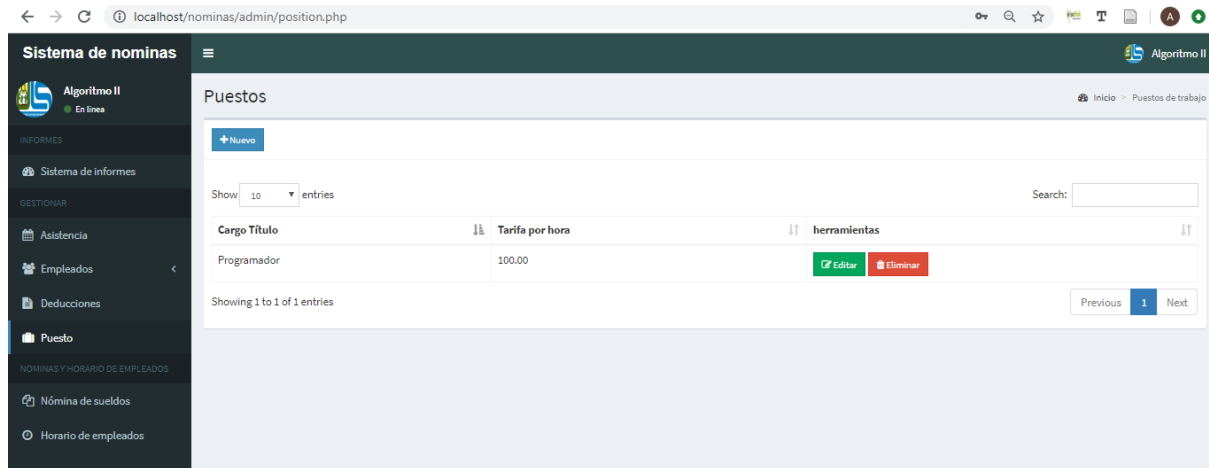 localhost/nominas/admin/position.php
A
Sistema de nominas
Algoritmo II
Algoritmo II
En línea
Puestos
Inicio > Puestos de trabajo
INFORMES
Sistema de informes
GESTIONAR
Asistencia
Empleados
Deducciones
Puesto
NOMINAS Y HORARIO DE EMPLEADOS
Nómina de sueldos
Horario de empleados
+Nuevo
Show 10 entries
Search:
Cargo Título Tarifa por hora herramientas
Programador 100.00 Editar Eliminar
Showing 1 to 1 of 1 entries
Previous 1 Next